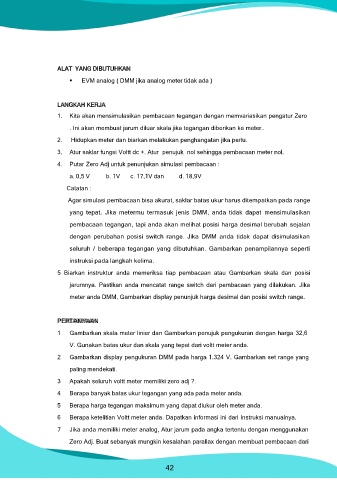 ALAT YANG DIBUTUHKAN
• EVM analog ( DMM jika analog meter tidak ada )
LANGKAH KERJA
1. Kita akan mensimulasikan pembacaan tegangan dengan memvariasikan pengatur Zero
. Ini akan membuat jarum diluar skala jika tegangan diberikan ke meter.
2. Hidupkan meter dan biarkan melakukan penghangatan jika perlu.
3. Atur saklar fungsi Voltt dc +. Atur penujuk nol sehingga pembacaan meter nol.
4. Putar Zero Adj untuk penunjukan simulasi pembacaan :
a. 0,5 V b. 1V c. 17,1V dan d. 18,9V
Catatan :
Agar simulasi pembacaan bisa akurat, saklar batas ukur harus ditempatkan pada range
yang tepat. Jika metermu termasuk jenis DMM, anda tidak dapat mensimulasikan
pembacaan tegangan, tapi anda akan melihat posisi harga desimal berubah sejalan
dengan perubahan posisi switch range. Jika DMM anda tidak dapat disimulasikan
seluruh / beberapa tegangan yang dibutuhkan. Gambarkan penampilannya seperti
instruksi pada langkah kelima.
5 Biarkan instruktur anda memeriksa tiap pembacaan atau Gambarkan skala dan posisi
jarumnya. Pastikan anda mencatat range switch dari pembacaan yang dilakukan. Jika
meter anda DMM, Gambarkan display penunjuk harga desimal dan posisi switch range.
PERTANYAAN
1 Gambarkan skala matar linier dan Gambarkan penujuk pengukuran dengan harga 32,6
V. Gunakan batas ukur dan skala yang tepat dari voltt meter anda.
2 Gambarkan display pengukuran DMM pada harga 1.324 V. Gambarkan set range yang
paling mendekati.
3 Apakah seluruh voltt meter memiliki zero adj ?.
4 Berapa banyak batas ukur tegangan yang ada pada meter anda.
5 Berapa harga tegangan maksimum yang dapat diukur oleh meter anda.
6 Berapa ketelitian Voltt meter anda. Dapatkan informasi ini dari Instruksi manualnya.
7 Jika anda memiliki meter analog, Atur jarum pada angka tertentu dengan menggunakan
Zero Adj. Buat sebanyak mungkin kesalahan parallax dengan membuat pembacaan dari
42